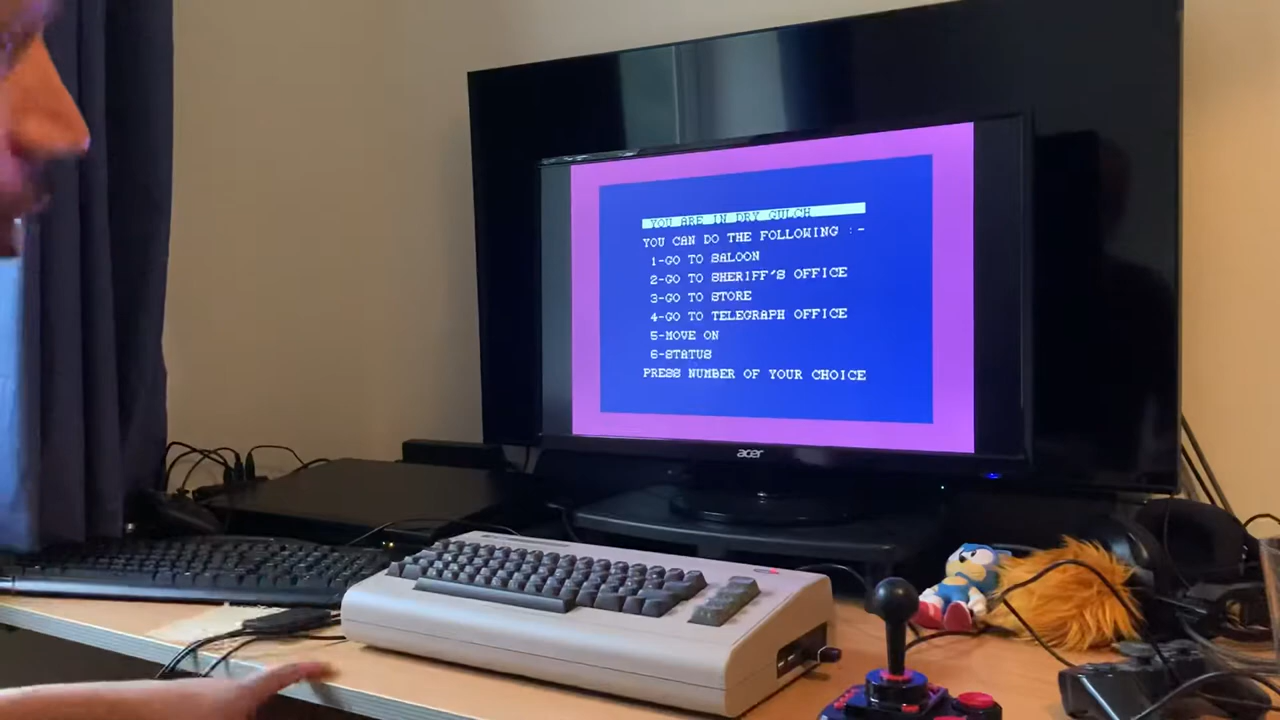 YOU ARE IN DRY GULCH
YOU CAN DO THE FOLLOWING :-
1-GO TO SALOON
2-GO TO SHERIFF'S OFFICE
3-GO TO STORE
4-GO TO TELEGRAPH OFFICE
5-MOVE ON
6-STATUS
PRESS NUMBER OF YOUR CHOICE
acer